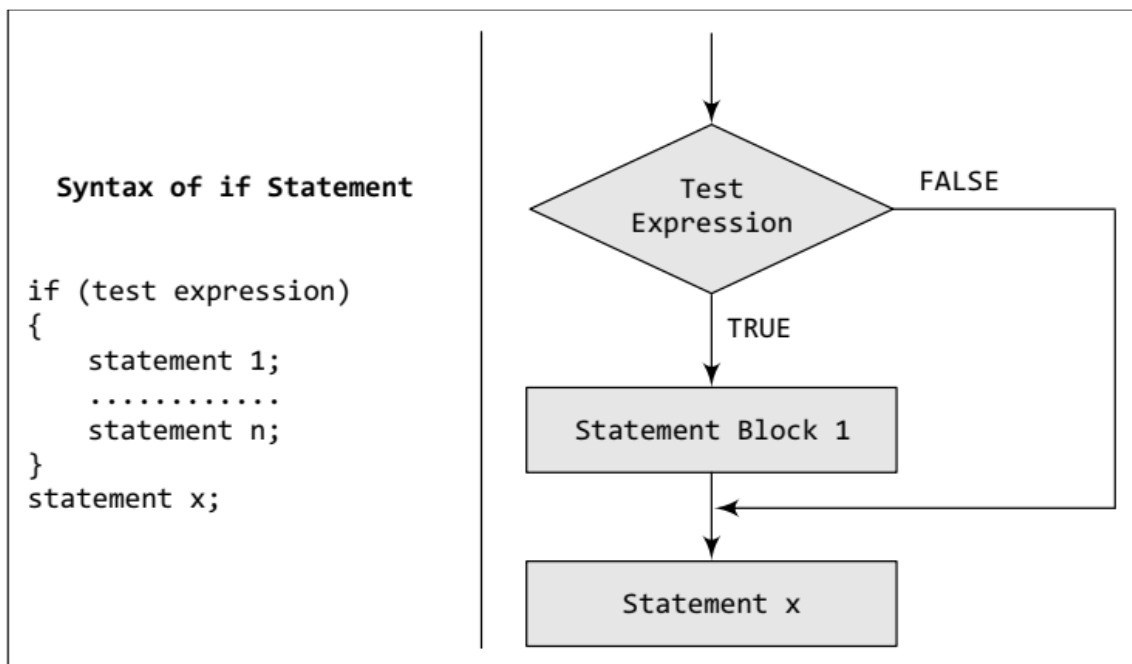 Syntax of if Statement
if (test expression)
{
statement 1;
............
statement n;
}
statement x;
Test
Expression
FALSE
TRUE
Statement Block 1
Statement x